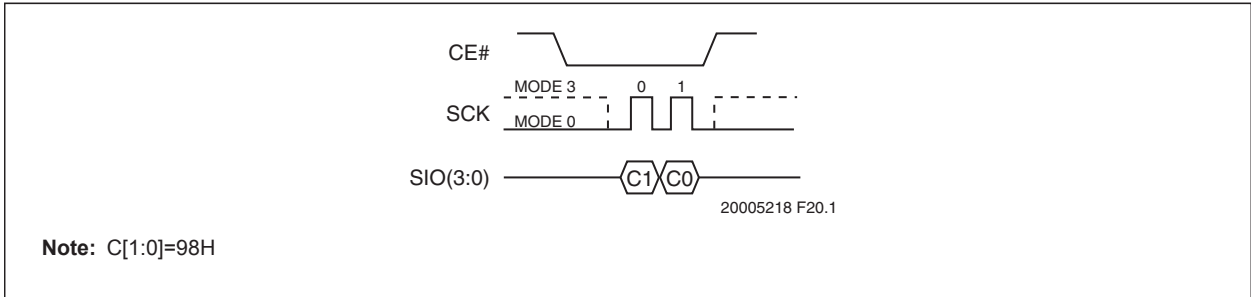 CE#
MODE 3 0 1
SCK
MODE 0
SIO(3:0) C1 C0
20005218 F20.1
Note: C[1:0]=98H